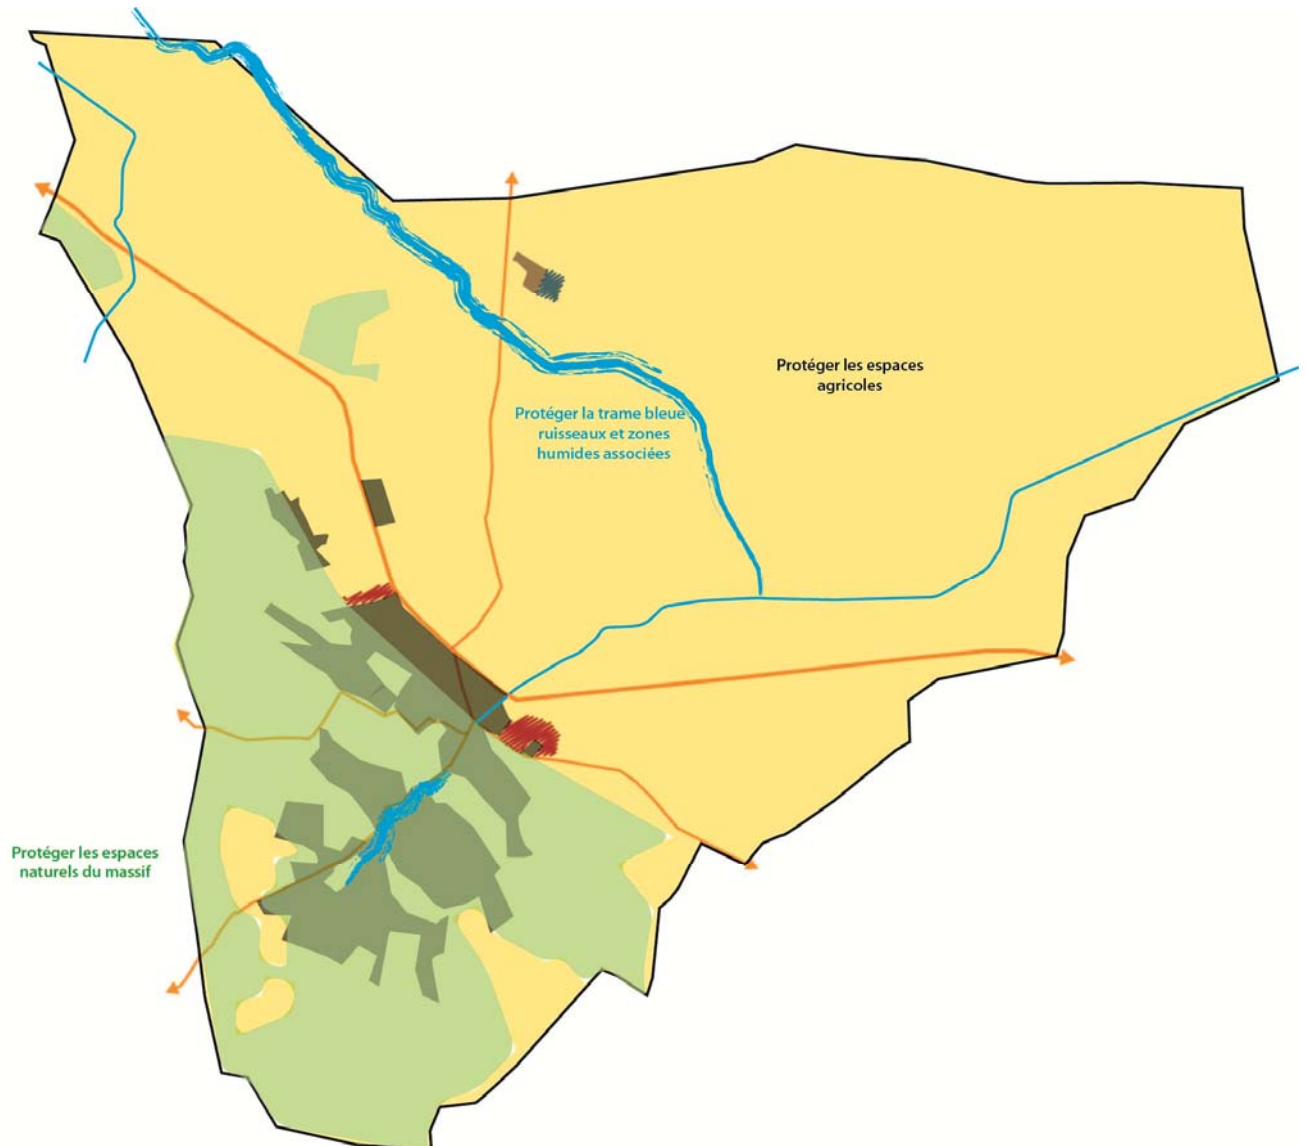 Protéger les espaces
agricoles
Protéger la trame bleue
ruisseaux et zones
humides associées
Protéger les espaces
naturels du massif